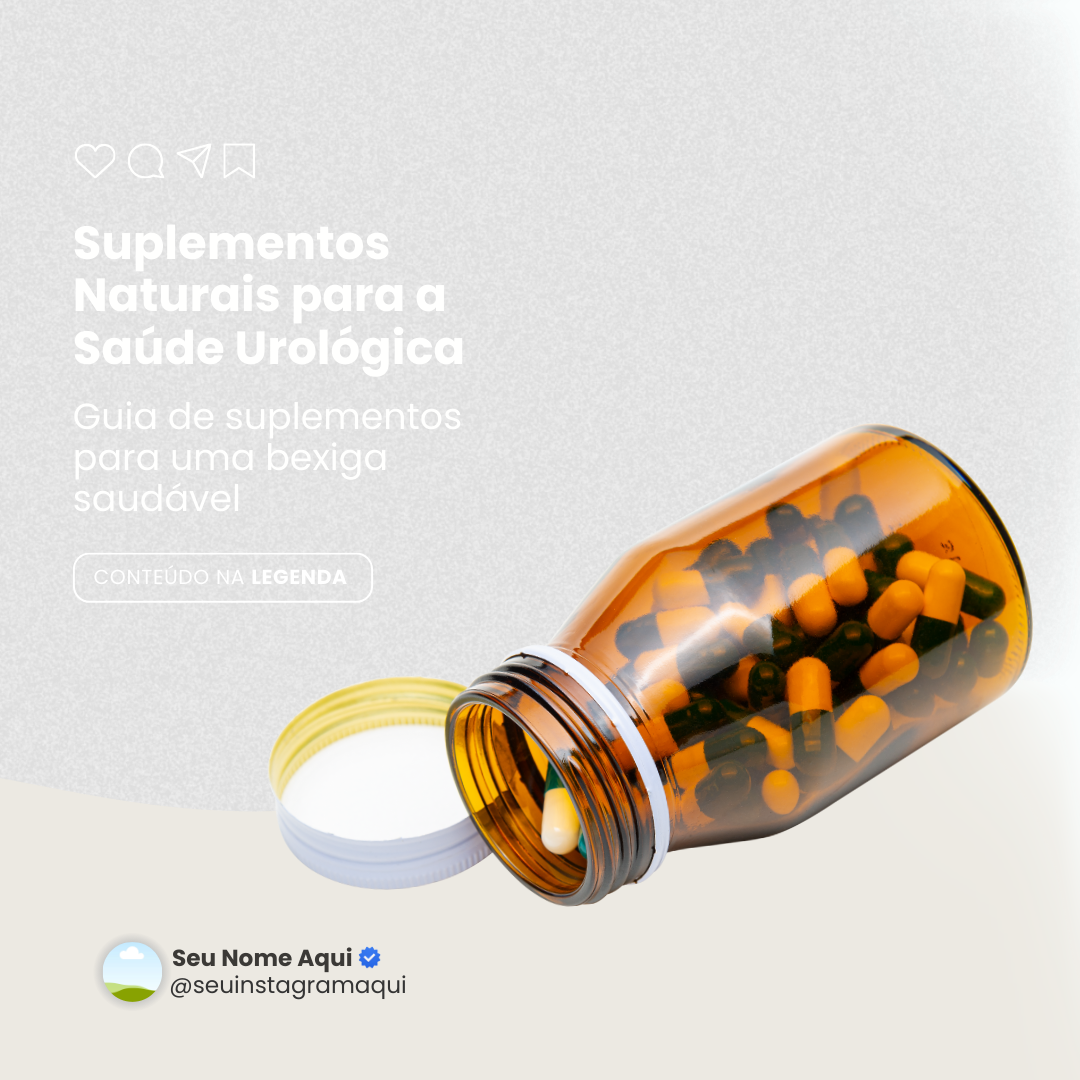 Suplementos
Naturais para a
Saúde Urológica
Guia de suplementos
para uma bexiga
saudável
CONTEÚDO NA LEGENDA
Seu Nome Aqui
@seuinstagramaqui